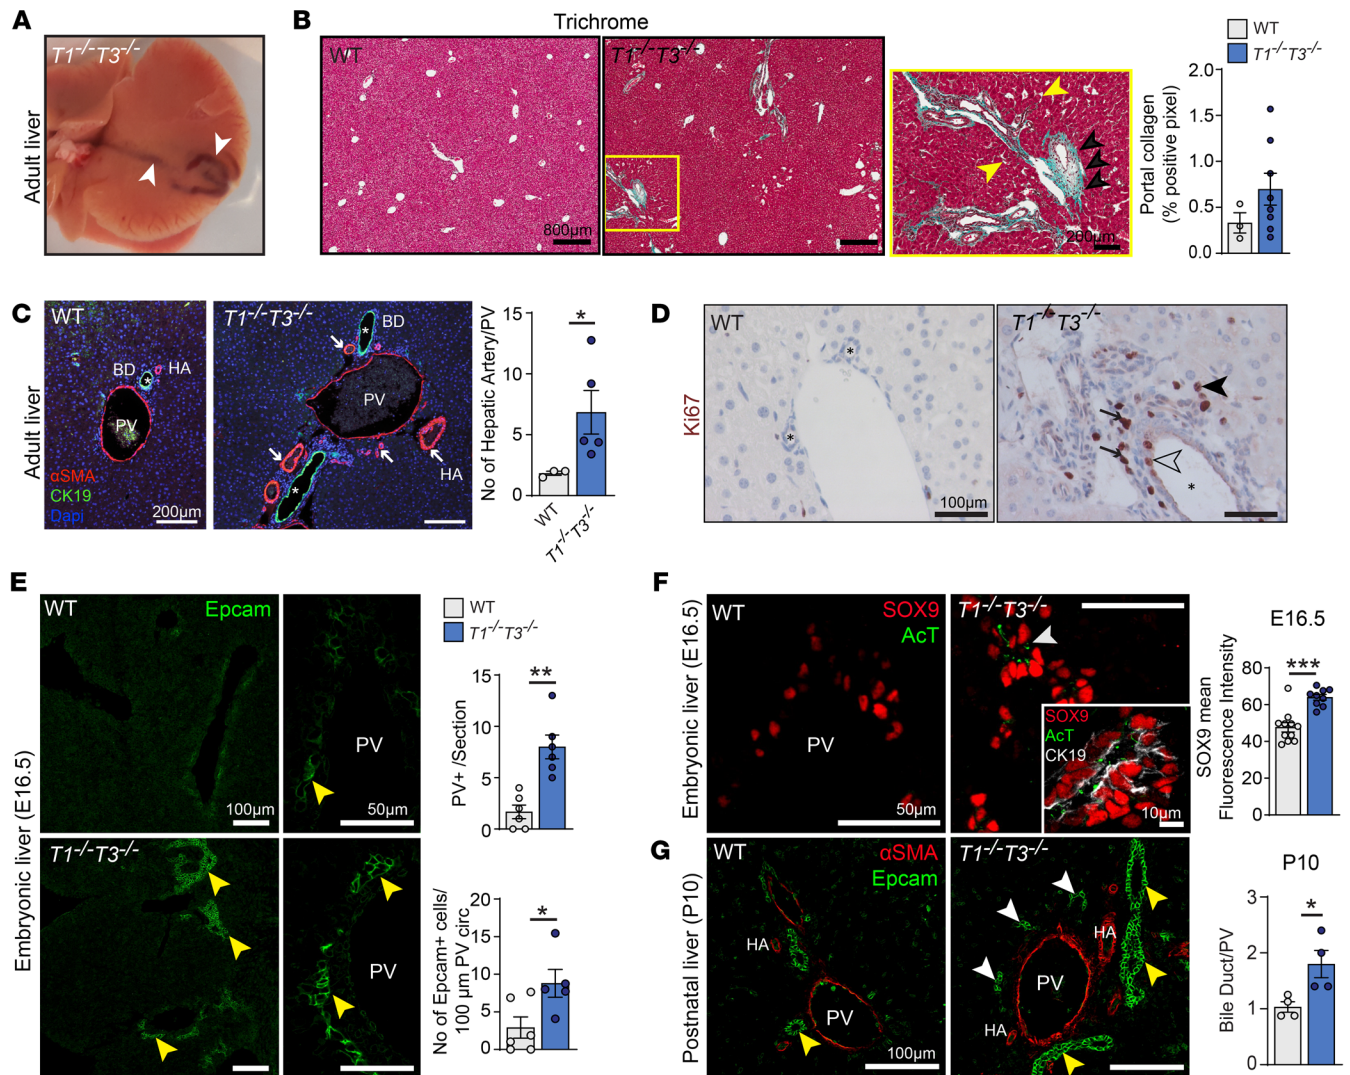 A
T1-/-T3-/-
Adult liver
B
Trichrome
WT
800µm
T1-/-T3-/-
260µm
WT
T1-/-T3-/-
Portal collagen
(% positive pixel)
2.0
1.5
1.0
0.5
0.0
C
Adult liver
WT
BD
HA
*
PV
αSMA
CK19
Dapi
200µm
T1-/-T3-/-
*
BD
PV
HA
*
No of Hepatic Artery/PV
15
10
5
0
*
WT
T1-/-T3-/-
D
Ki67
WT
*
*
100µm
T1-/-T3-/-
*
E
Embryonic liver (E16.5)
WT
Epcam
100µm
PV
50µm
T1-/-T3-/-
PV
WT
T1-/-T3-/-
PV+ /Section
15
10
5
0
**
No of Epcam+ cells/
100 µm PV circ
20
15
10
5
0
*
F
Embryonic liver (E16.5)
WT
SOX9
AcT
PV
50µm
T1-/-T3-/-
SOX9
AcT
CK19
10µm
E16.5
SOX9 mean
Fluorescence Intensity
80
60
40
20
0
***
G
Postnatal liver (P10)
WT
αSMA
Epcam
HA
PV
100µm
T1-/-T3-/-
HA
PV
HA
P10
Bile Duct/PV
3
2
1
0
*